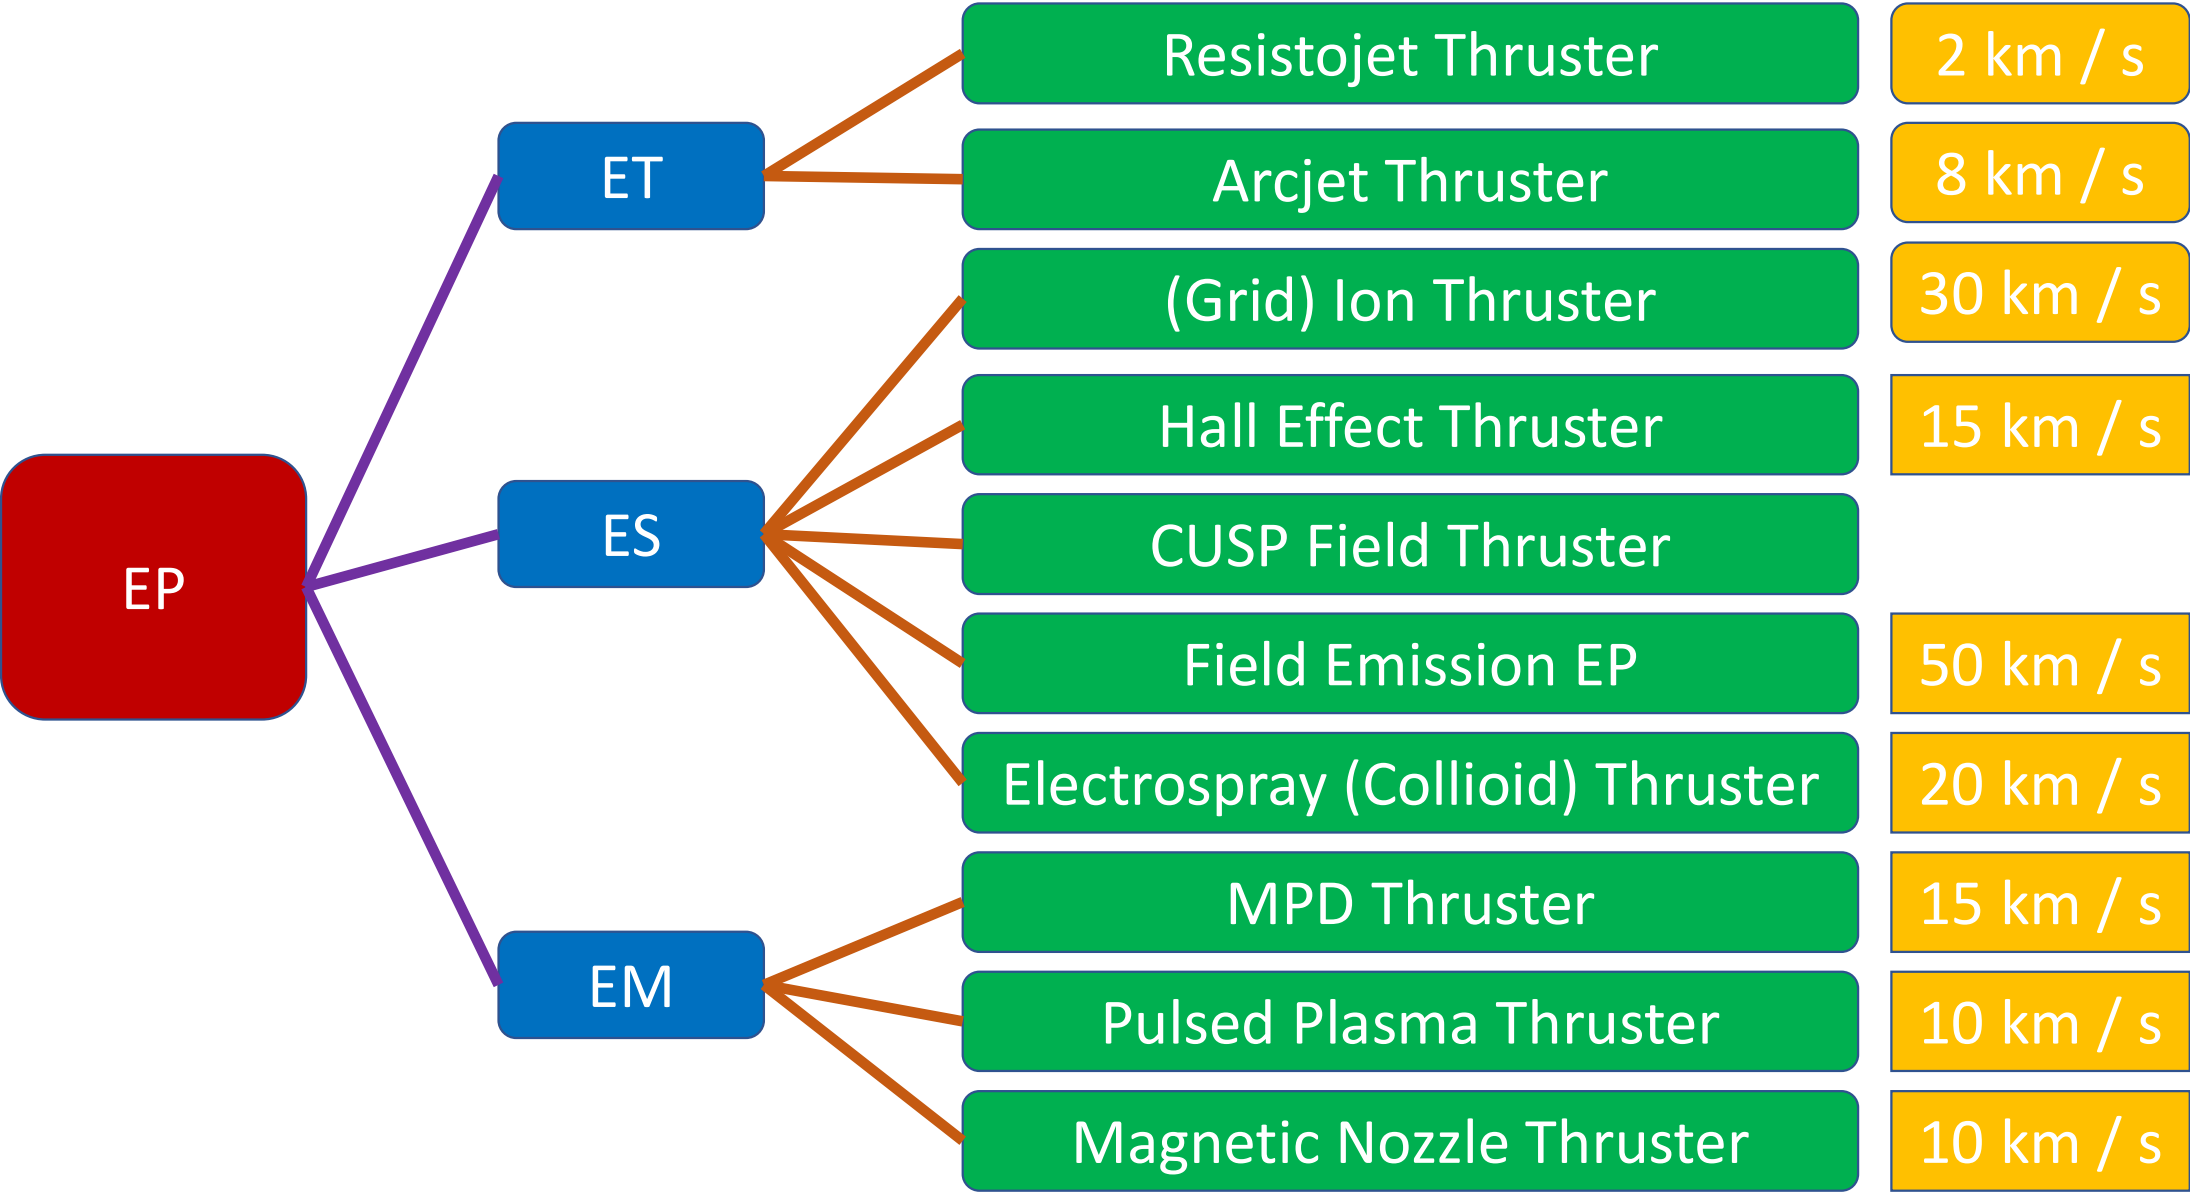 EP
ET
ES
EM
Resistojet Thruster 2 km / s
Arcjet Thruster 8 km / s
(Grid) Ion Thruster 30 km / s
Hall Effect Thruster 15 km / s
CUSP Field Thruster
Field Emission EP 50 km / s
Electrospray (Collioid) Thruster 20 km / s
MPD Thruster 15 km / s
Pulsed Plasma Thruster 10 km / s
Magnetic Nozzle Thruster 10 km / s